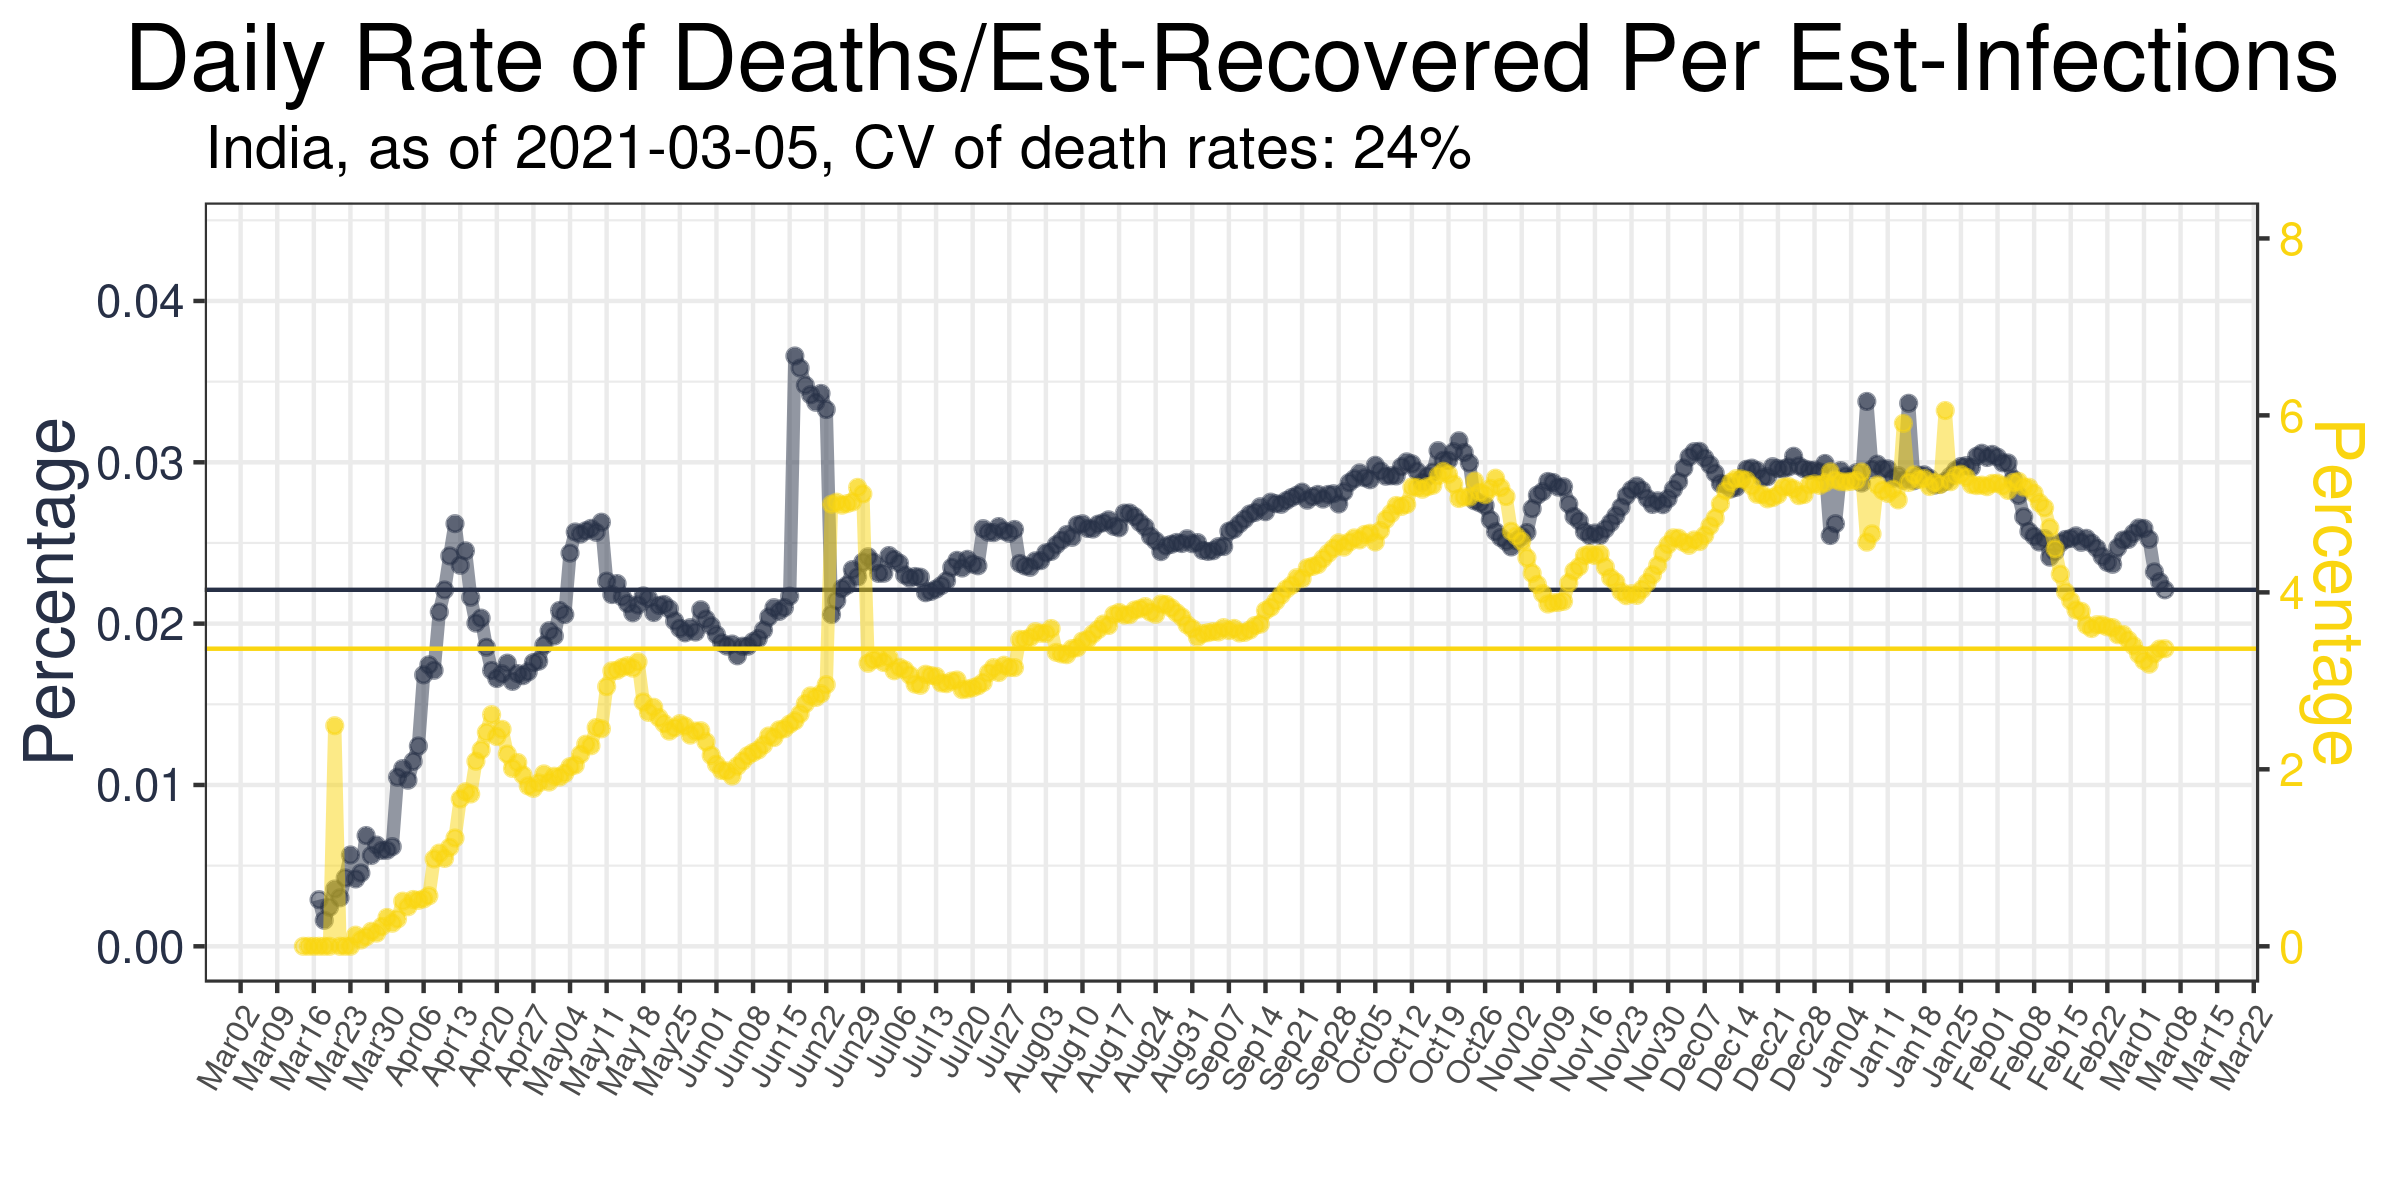 Daily Rate of Deaths/Est-Recovered Per Est-Infections
India, as of 2021-03-05, CV of death rates: 24%
Percentage
0.04
0.03
0.02
0.01
0.00
8
6
4
2
0
Percentage
Mar02
Mar09
Mar16
Mar23
Mar30
Apr06
Apr13
Apr20
Apr27
May04
May11
May18
May25
Jun01
Jun08
Jun15
Jun22
Jun29
Jul06
Jul13
Jul20
Jul27
Aug03
Aug10
Aug17
Aug24
Aug31
Sep07
Sep14
Sep21
Sep28
Oct05
Oct12
Oct19
Oct26
Nov02
Nov09
Nov16
Nov23
Nov30
Dec07
Dec14
Dec21
Dec28
Jan04
Jan11
Jan18
Jan25
Feb01
Feb08
Feb15
Feb22
Mar01
Mar08
Mar15
Mar22